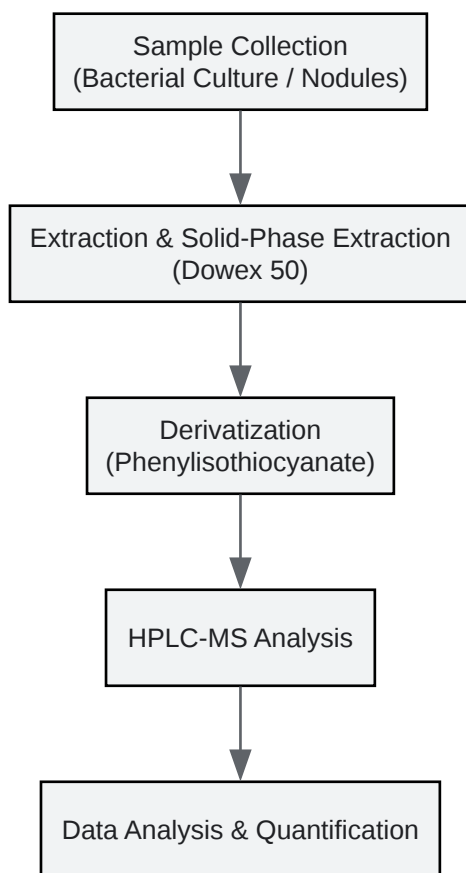 Sample Collection
(Bacterial Culture / Nodules)
Extraction & Solid-Phase Extraction
(Dowex 50)
Derivatization
(Phenylisothiocyanate)
HPLC-MS Analysis
Data Analysis & Quantification